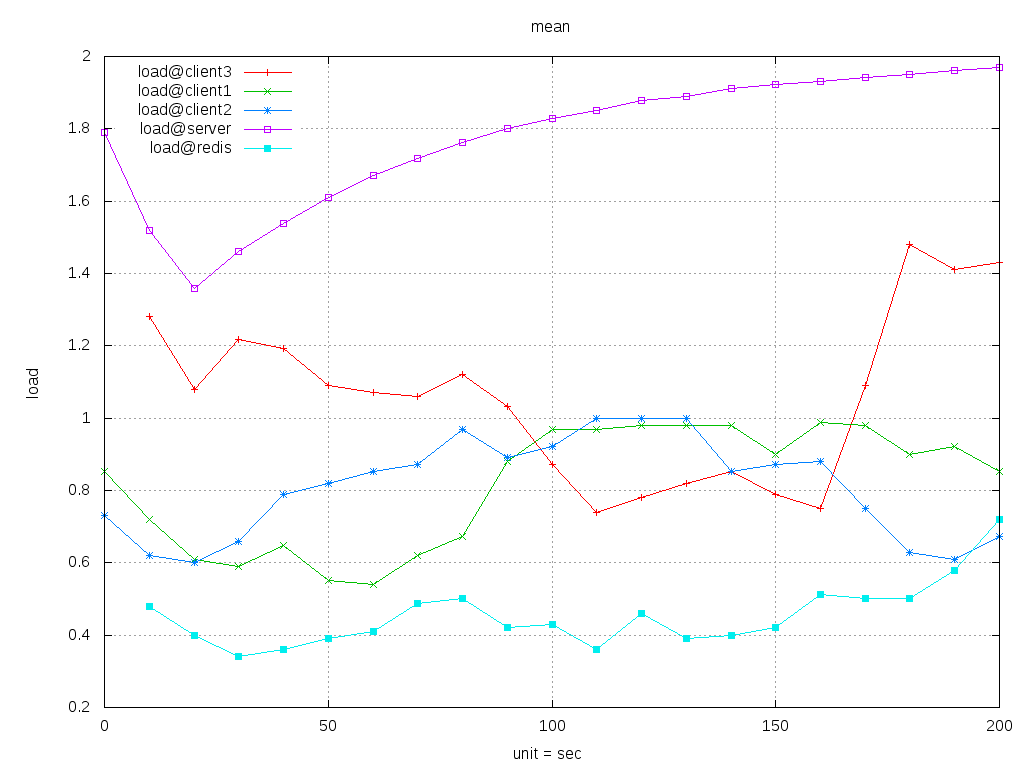 mean
load@client3
load@client1
load@client2
load@server
load@redis
2
1.8
1.6
1.4
1.2
1
0.8
0.6
0.4
0.2
load
0 50 100 150 200
unit = sec